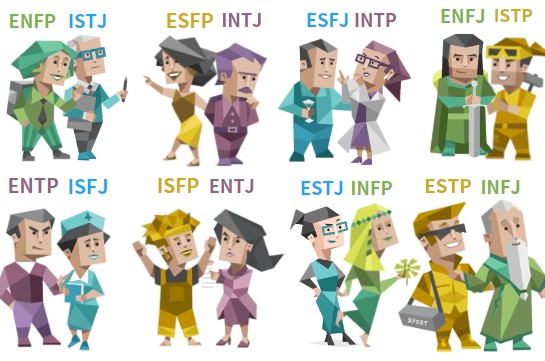 ENFP ISTJ
ESFP INTJ
ESFJ INTP
ENFJ ISTP
ENTP ISFJ
ISFP ENTJ
ESTJ INFP
ESTP INFJ
SPORT